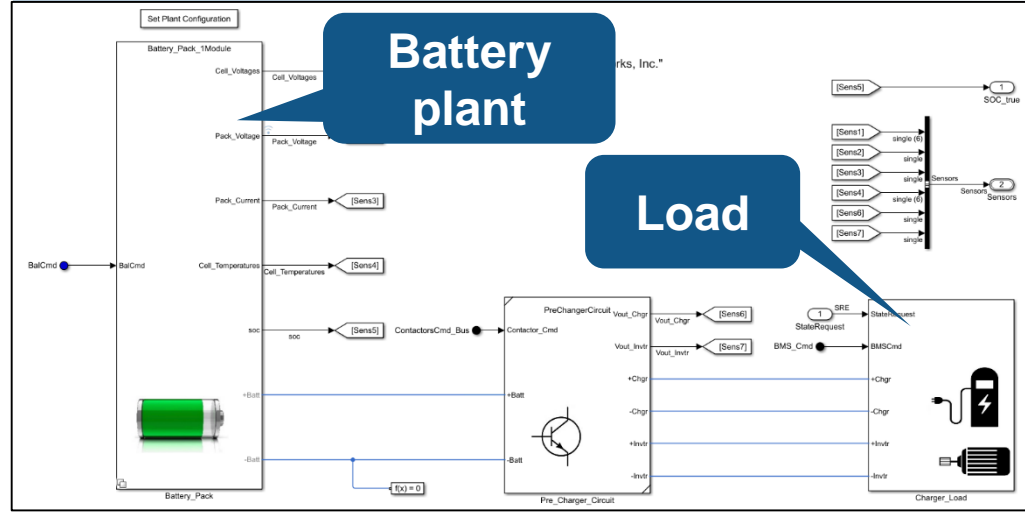 Set Plant Configuration
Battery_Pack_1Module
Battery
plant
rks, Inc."
Cell_Voltages
Cell_Voltages
Pack_Voltage
Pack_Voltage
Pack_Current
Pack_Current
[Sens3]
BalCmd
BalCmd
Cell_Temperatures
Cell_Temperatures
[Sens4]
soc
soc
[Sens5]
+Batt
-Batt
f(x) = 0
Battery_Pack
ContactorsCmd_Bus
PreChangerCircuit
Contactor_Cmd
Vout_Chgr
Vout_Chgr
[Sens6]
Vout_Invtr
Vout_Invtr
[Sens7]
+Batt
-Batt
+Chgr
-Chgr
+Invtr
-Invtr
Pre_Charger_Circuit
Load
[Sens5]
1
SOC_true
[Sens1]
single (6)
[Sens2]
single
[Sens3]
single
[Sens4]
single (6)
[Sens6]
single
[Sens7]
single
Sensors
Sensors
2
Sensors
1
SRE
StateRequest
StateRequest
BMS_Cmd
BMSCmd
+Chgr
-Chgr
+Invtr
-Invtr
Charger_Load